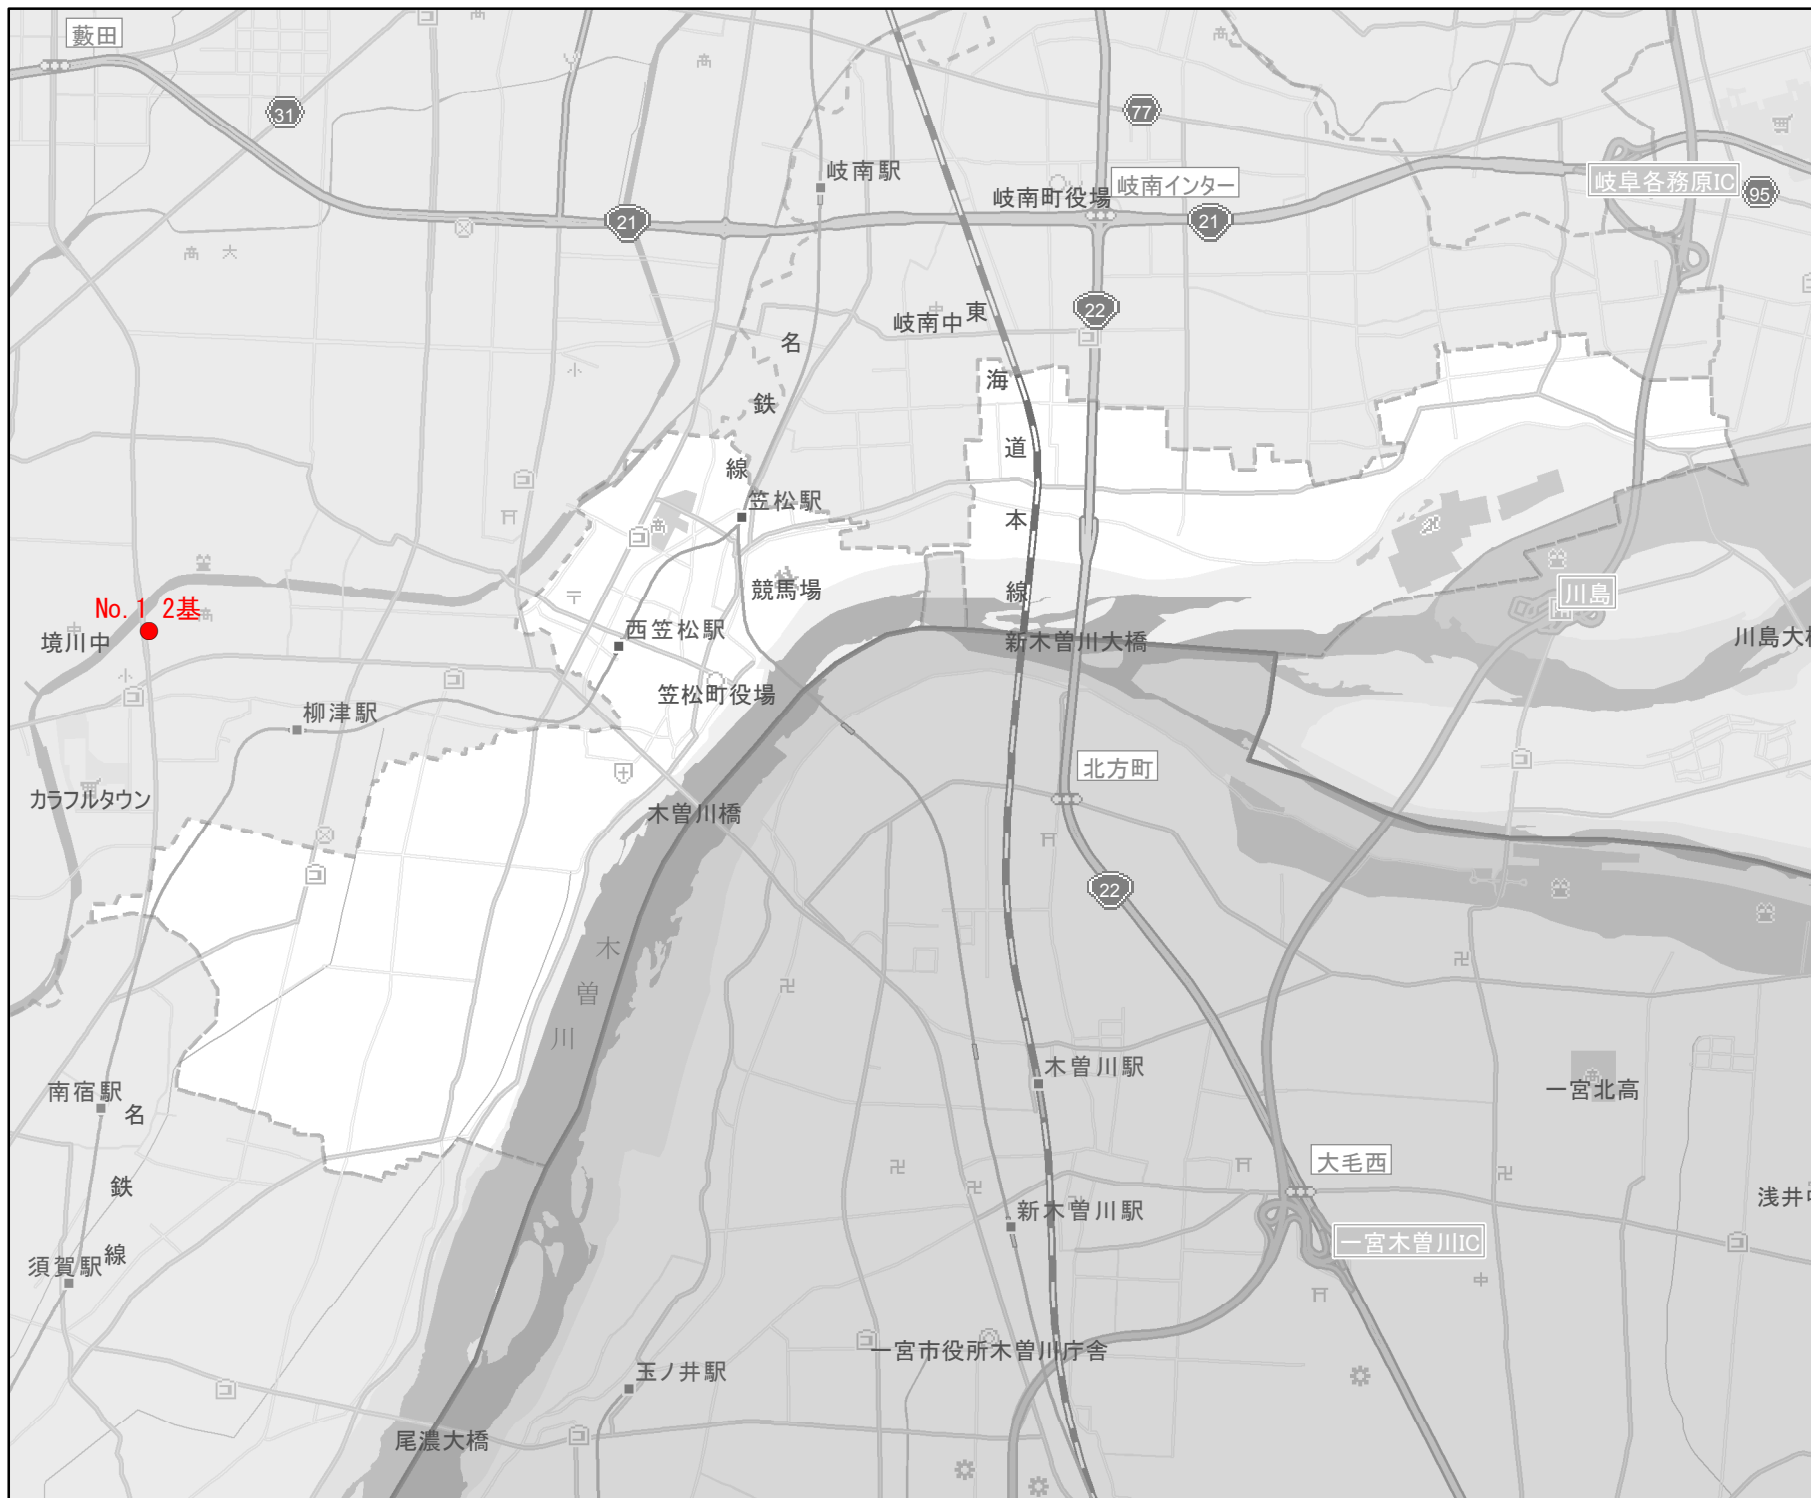 藪田
31
77
岐南駅
岐南町役場
岐南インター
岐阜各務原IC
95
21
21
22
岐南中
東
海
道
本
線
名
鉄
線
笠松駅
競馬場
No. 1 2基
境川中
西笠松駅
新木曽川大橋
川島
川島大
笠松町役場
柳津駅
北方町
カラフルタウン
木曽川橋
22
木
曽
川
木曽川駅
南宿駅
名
鉄
線
一宮北高
大毛西
浅井
新木曽川駅
一宮木曽川IC
須賀駅
一宮市役所木曽川庁舎
玉ノ井駅
尾濃大橋